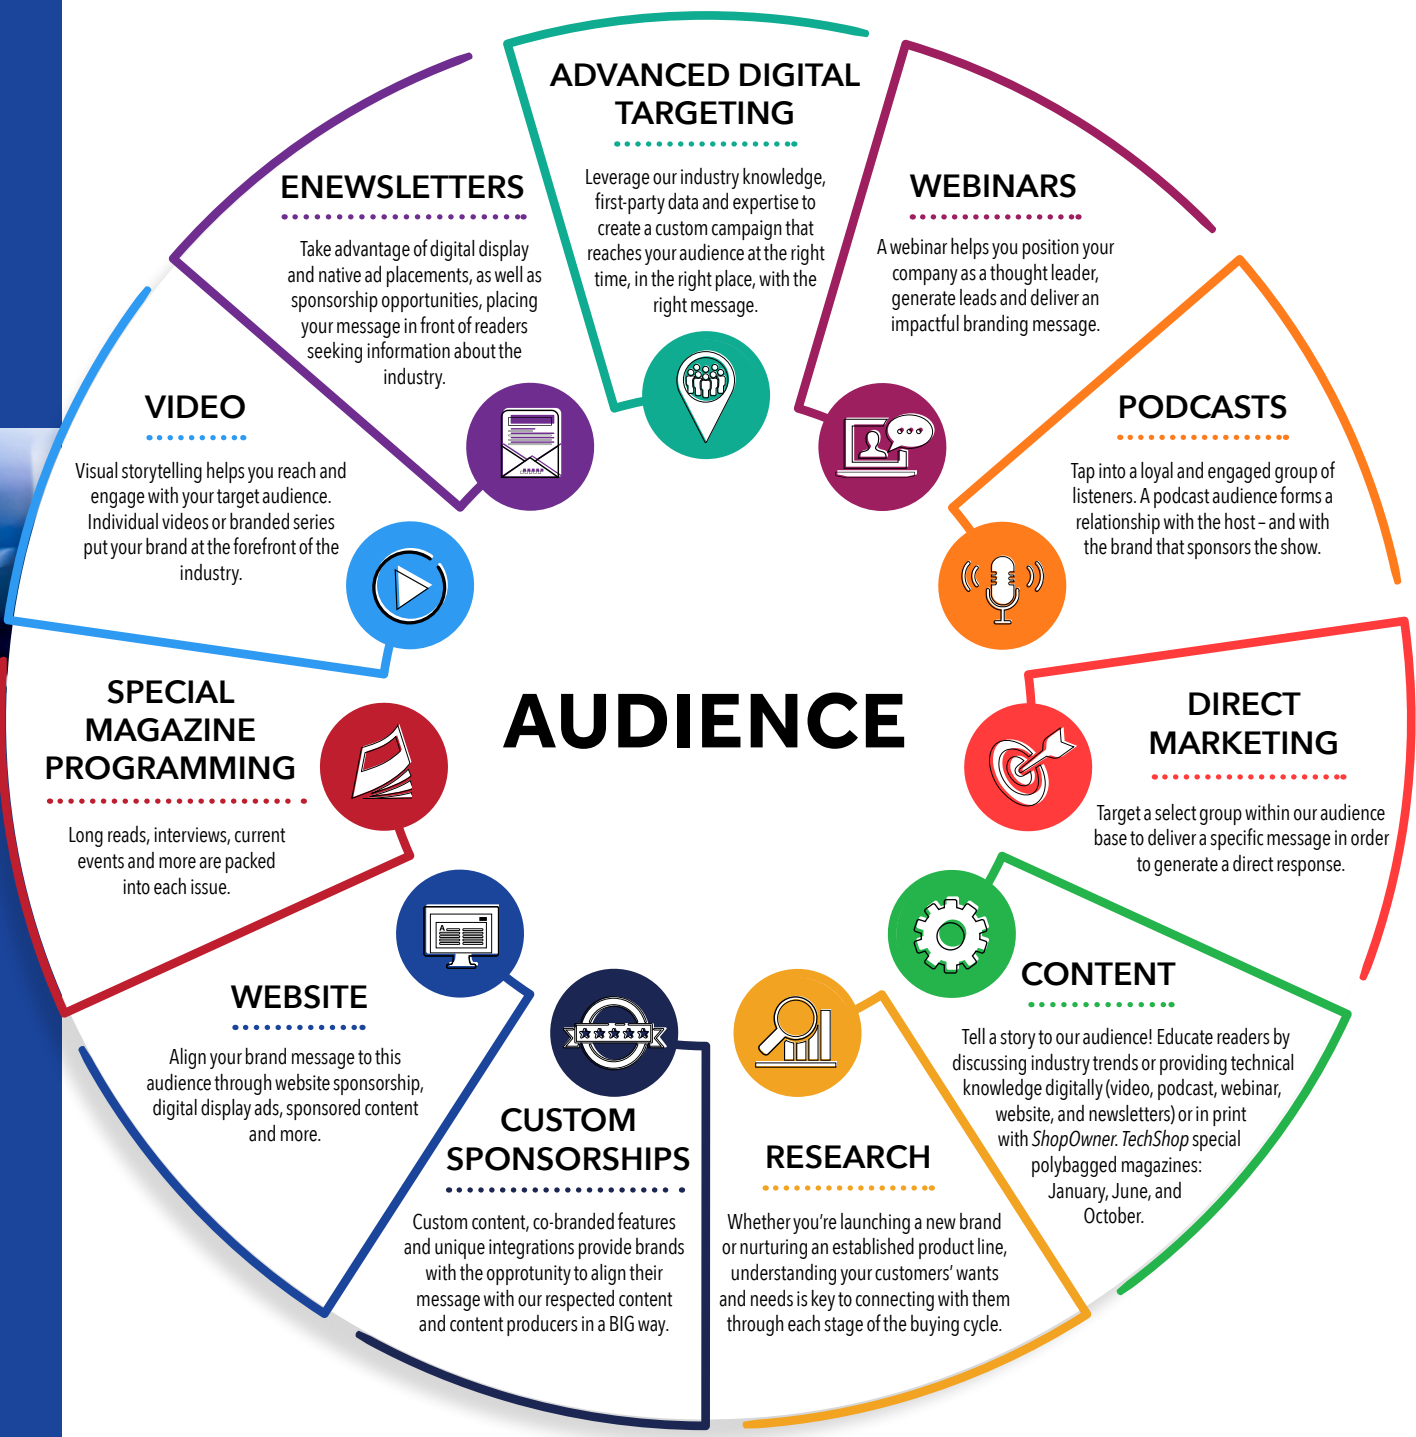 ADVANCED DIGITAL
TARGETING
Leverage our industry knowledge,
first-party data and expertise to
create a custom campaign that
reaches your audience at the right
time, in the right place, with the
right message.
WEBINARS
A webinar helps you position your
company as a thought leader,
generate leads and deliver an
impactful branding message.
PODCASTS
Tap into a loyal and engaged group of
listeners. A podcast audience forms a
relationship with the host – and with
the brand that sponsors the show.
DIRECT
MARKETING
Target a select group within our audience
base to deliver a specific message in order
to generate a direct response.
CONTENT
Tell a story to our audience! Educate readers by
discussing industry trends or providing technical
knowledge digitally (video, podcast, webinar,
website, and newsletters) or in print
with ShopOwner. TechShop special
polybagged magazines:
January, June, and
October.
RESEARCH
Whether you're launching a new brand
or nurturing an established product line,
understanding your customers' wants
and needs is key to connecting with them
through each stage of the buying cycle.
CUSTOM
SPONSORSHIPS
Custom content, co-branded features
and unique integrations provide brands
with the opprotunity to align their
message with our respected content
and content producers in a BIG way.
WEBSITE
Align your brand message to this
audience through website sponsorship,
digital display ads, sponsored content
and more.
SPECIAL
MAGAZINE
PROGRAMMING
Long reads, interviews, current
events and more are packed
into each issue.
VIDEO
Visual storytelling helps you reach and
engage with your target audience.
Individual videos or branded series
put your brand at the forefront of the
industry.
ENEWSLETTERS
Take advantage of digital display
and native ad placements, as well as
sponsorship opportunities, placing
your message in front of readers
seeking information about the
industry.
AUDIENCE